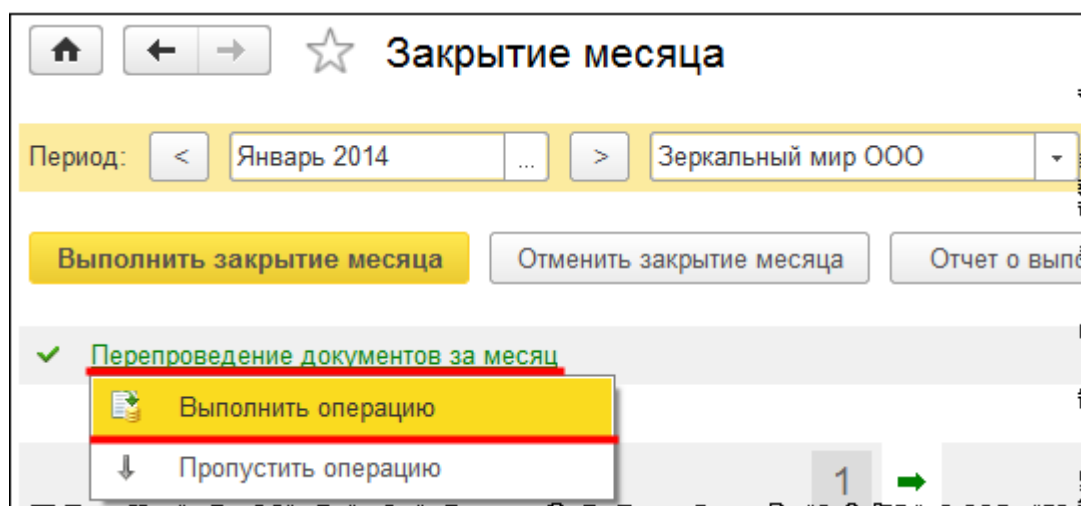 Закрытие месяца
Период: < Январь 2014 ... > Зеркальный мир ООО
Выполнить закрытие месяца Отменить закрытие месяца Отчет о
Перепроведение документов за месяц
Выполнить операцию
Пропустить операцию
1